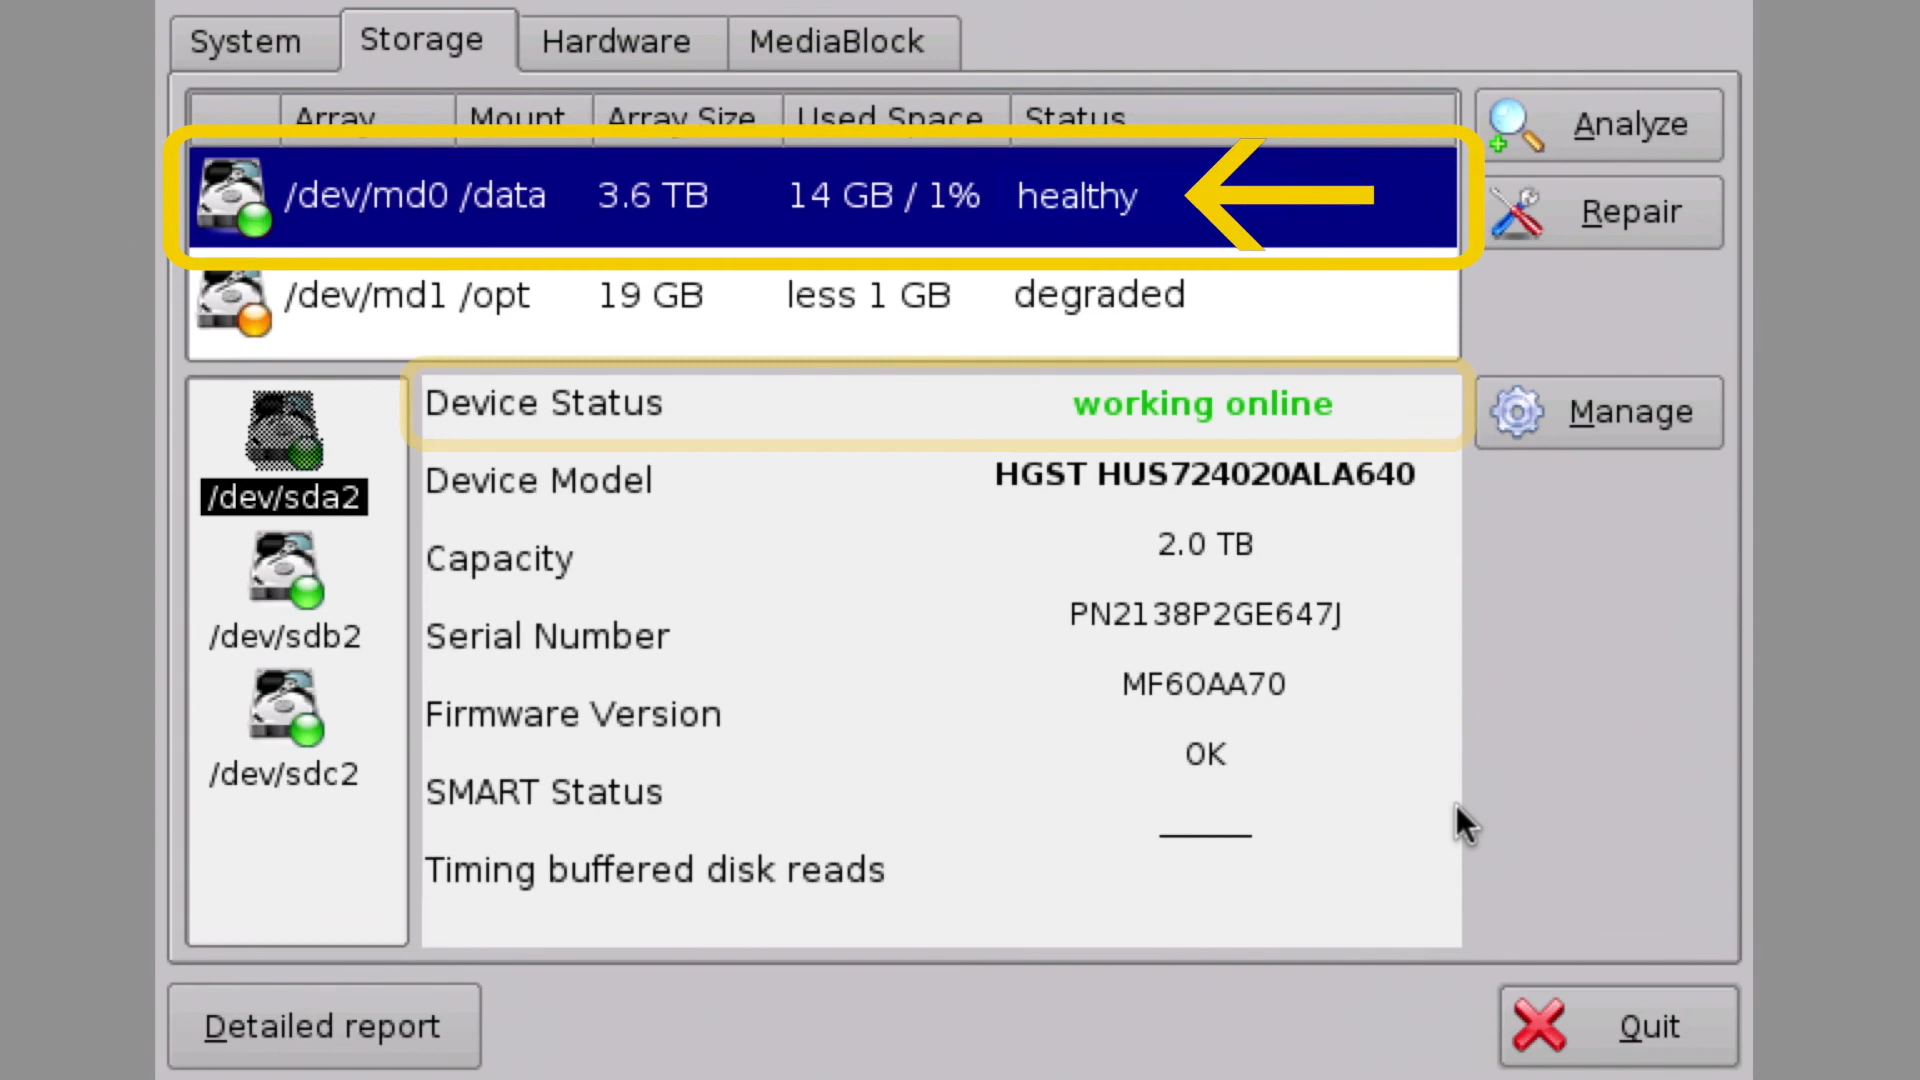 System Storage Hardware MediaBlock
Array Mount Array Size Used Space Status
/dev/md0 /data 3.6 TB 14 GB / 1% healthy
/dev/md1 /opt 19 GB less 1 GB degraded
Analyze
Repair
Manage
/dev/sda2
/dev/sdb2
/dev/sdc2
Device Status working online
Device Model HGST HUS724020ALA640
Capacity 2.0 TB
Serial Number PN2138P2GE647J
Firmware Version MF6OAA70
SMART Status OK
Timing buffered disk reads
Detailed report
Quit